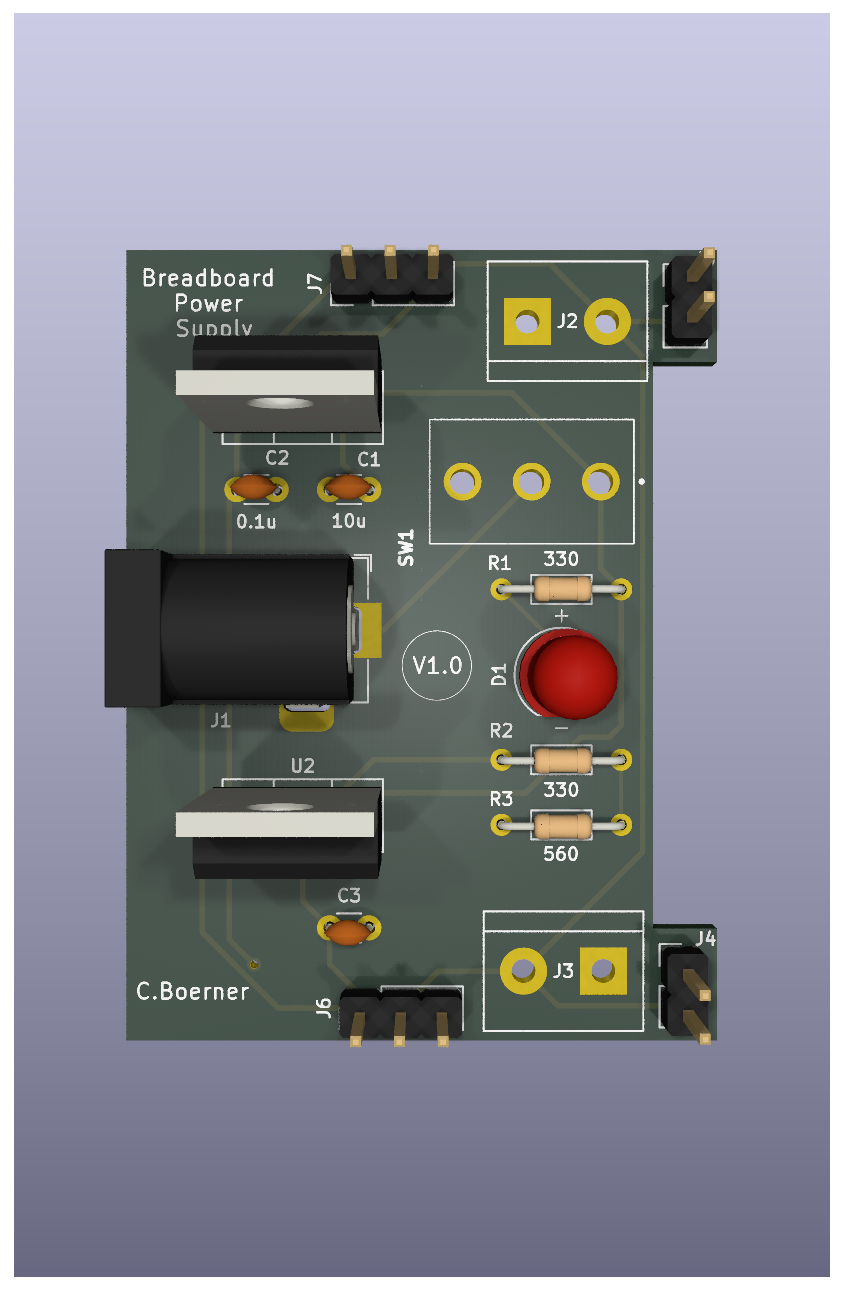 Breadboard
Power
Supply
J7
J2
C2
C1
0.1u
10u
SW1
R1
330
+
V1.0
D1
J1
−
R2
U2
330
R3
560
C3
J4
J3
C.Boerner
J6